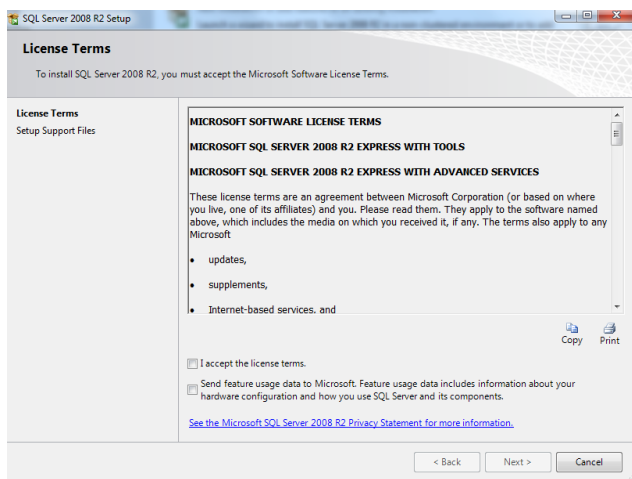 SQL Server 2008 R2 Setup
License Terms
To install SQL Server 2008 R2, you must accept the Microsoft Software License Terms.
License Terms
Setup Support Files
MICROSOFT SOFTWARE LICENSE TERMS
MICROSOFT SQL SERVER 2008 R2 EXPRESS WITH TOOLS
MICROSOFT SQL SERVER 2008 R2 EXPRESS WITH ADVANCED SERVICES
These license terms are an agreement between Microsoft Corporation (or based on where
you live, one of its affiliates) and you. Please read them. They apply to the software named
above, which includes the media on which you received it, if any. The terms also apply to any
Microsoft
• updates,
• supplements,
• Internet-based services, and
Copy Print
I accept the license terms.
Send feature usage data to Microsoft. Feature usage data includes information about your
hardware configuration and how you use SQL Server and its components.
See the Microsoft SQL Server 2008 R2 Privacy Statement for more information.
< Back Next > Cancel